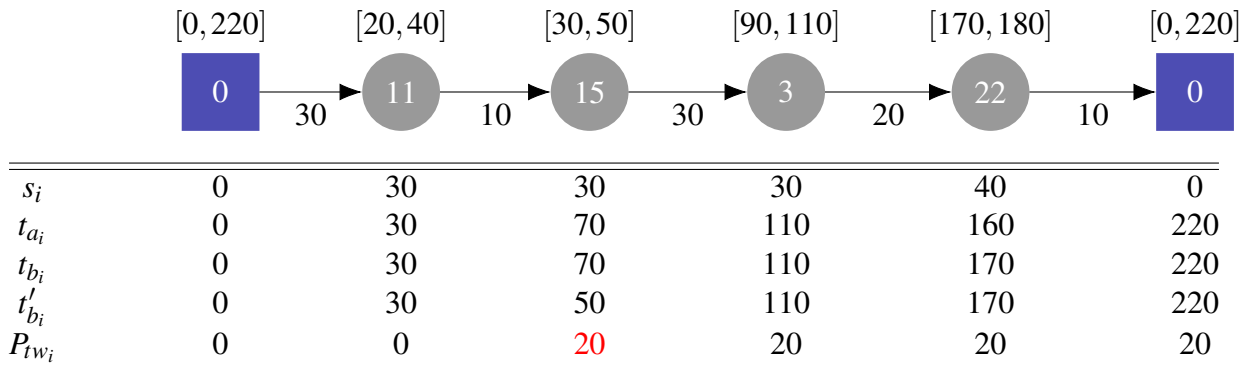 [0,220] [20,40] [30,50] [90,110] [170,180] [0,220]
0 11 15 3 22 0
30 10 30 20 10
s_i 0 30 30 30 40 0
t_{a_i} 0 30 70 110 160 220
t_{b_i} 0 30 70 110 170 220
t'_{b_i} 0 30 50 110 170 220
P_{tw_i} 0 0 20 20 20 20